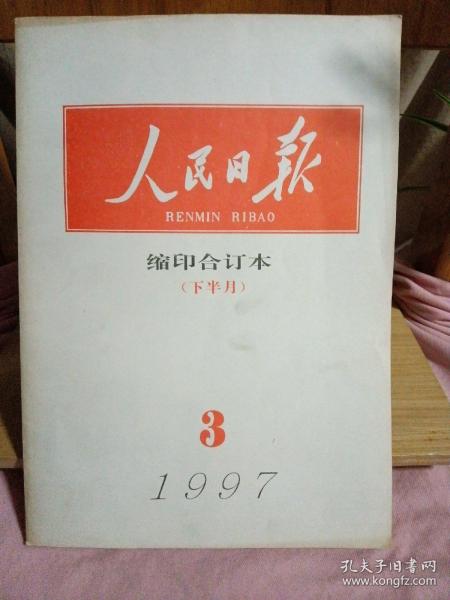 人民日报
RENMIN RIBAO
缩印合订本
(下半月)
3
1997
孔夫子旧书网
www.kongfz.com